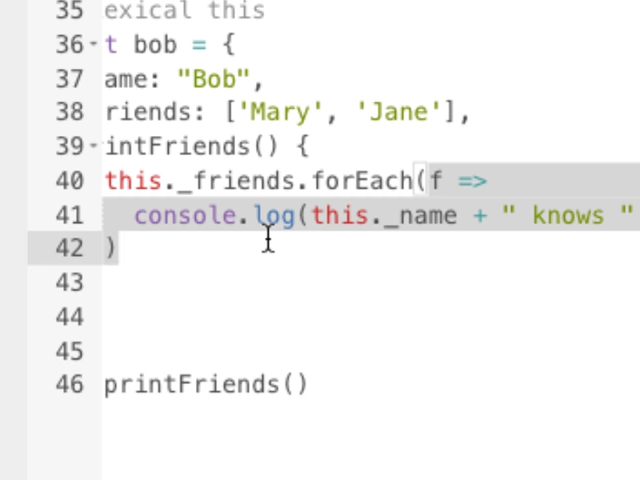 35 exical this
36 t bob = {
37 ame: "Bob",
38 riends: ['Mary', 'Jane'],
39 intFriends() {
40 this._friends.forEach(f =>
41 console.log(this._name + " knows "
42 )
43
44
45
46 printFriends()